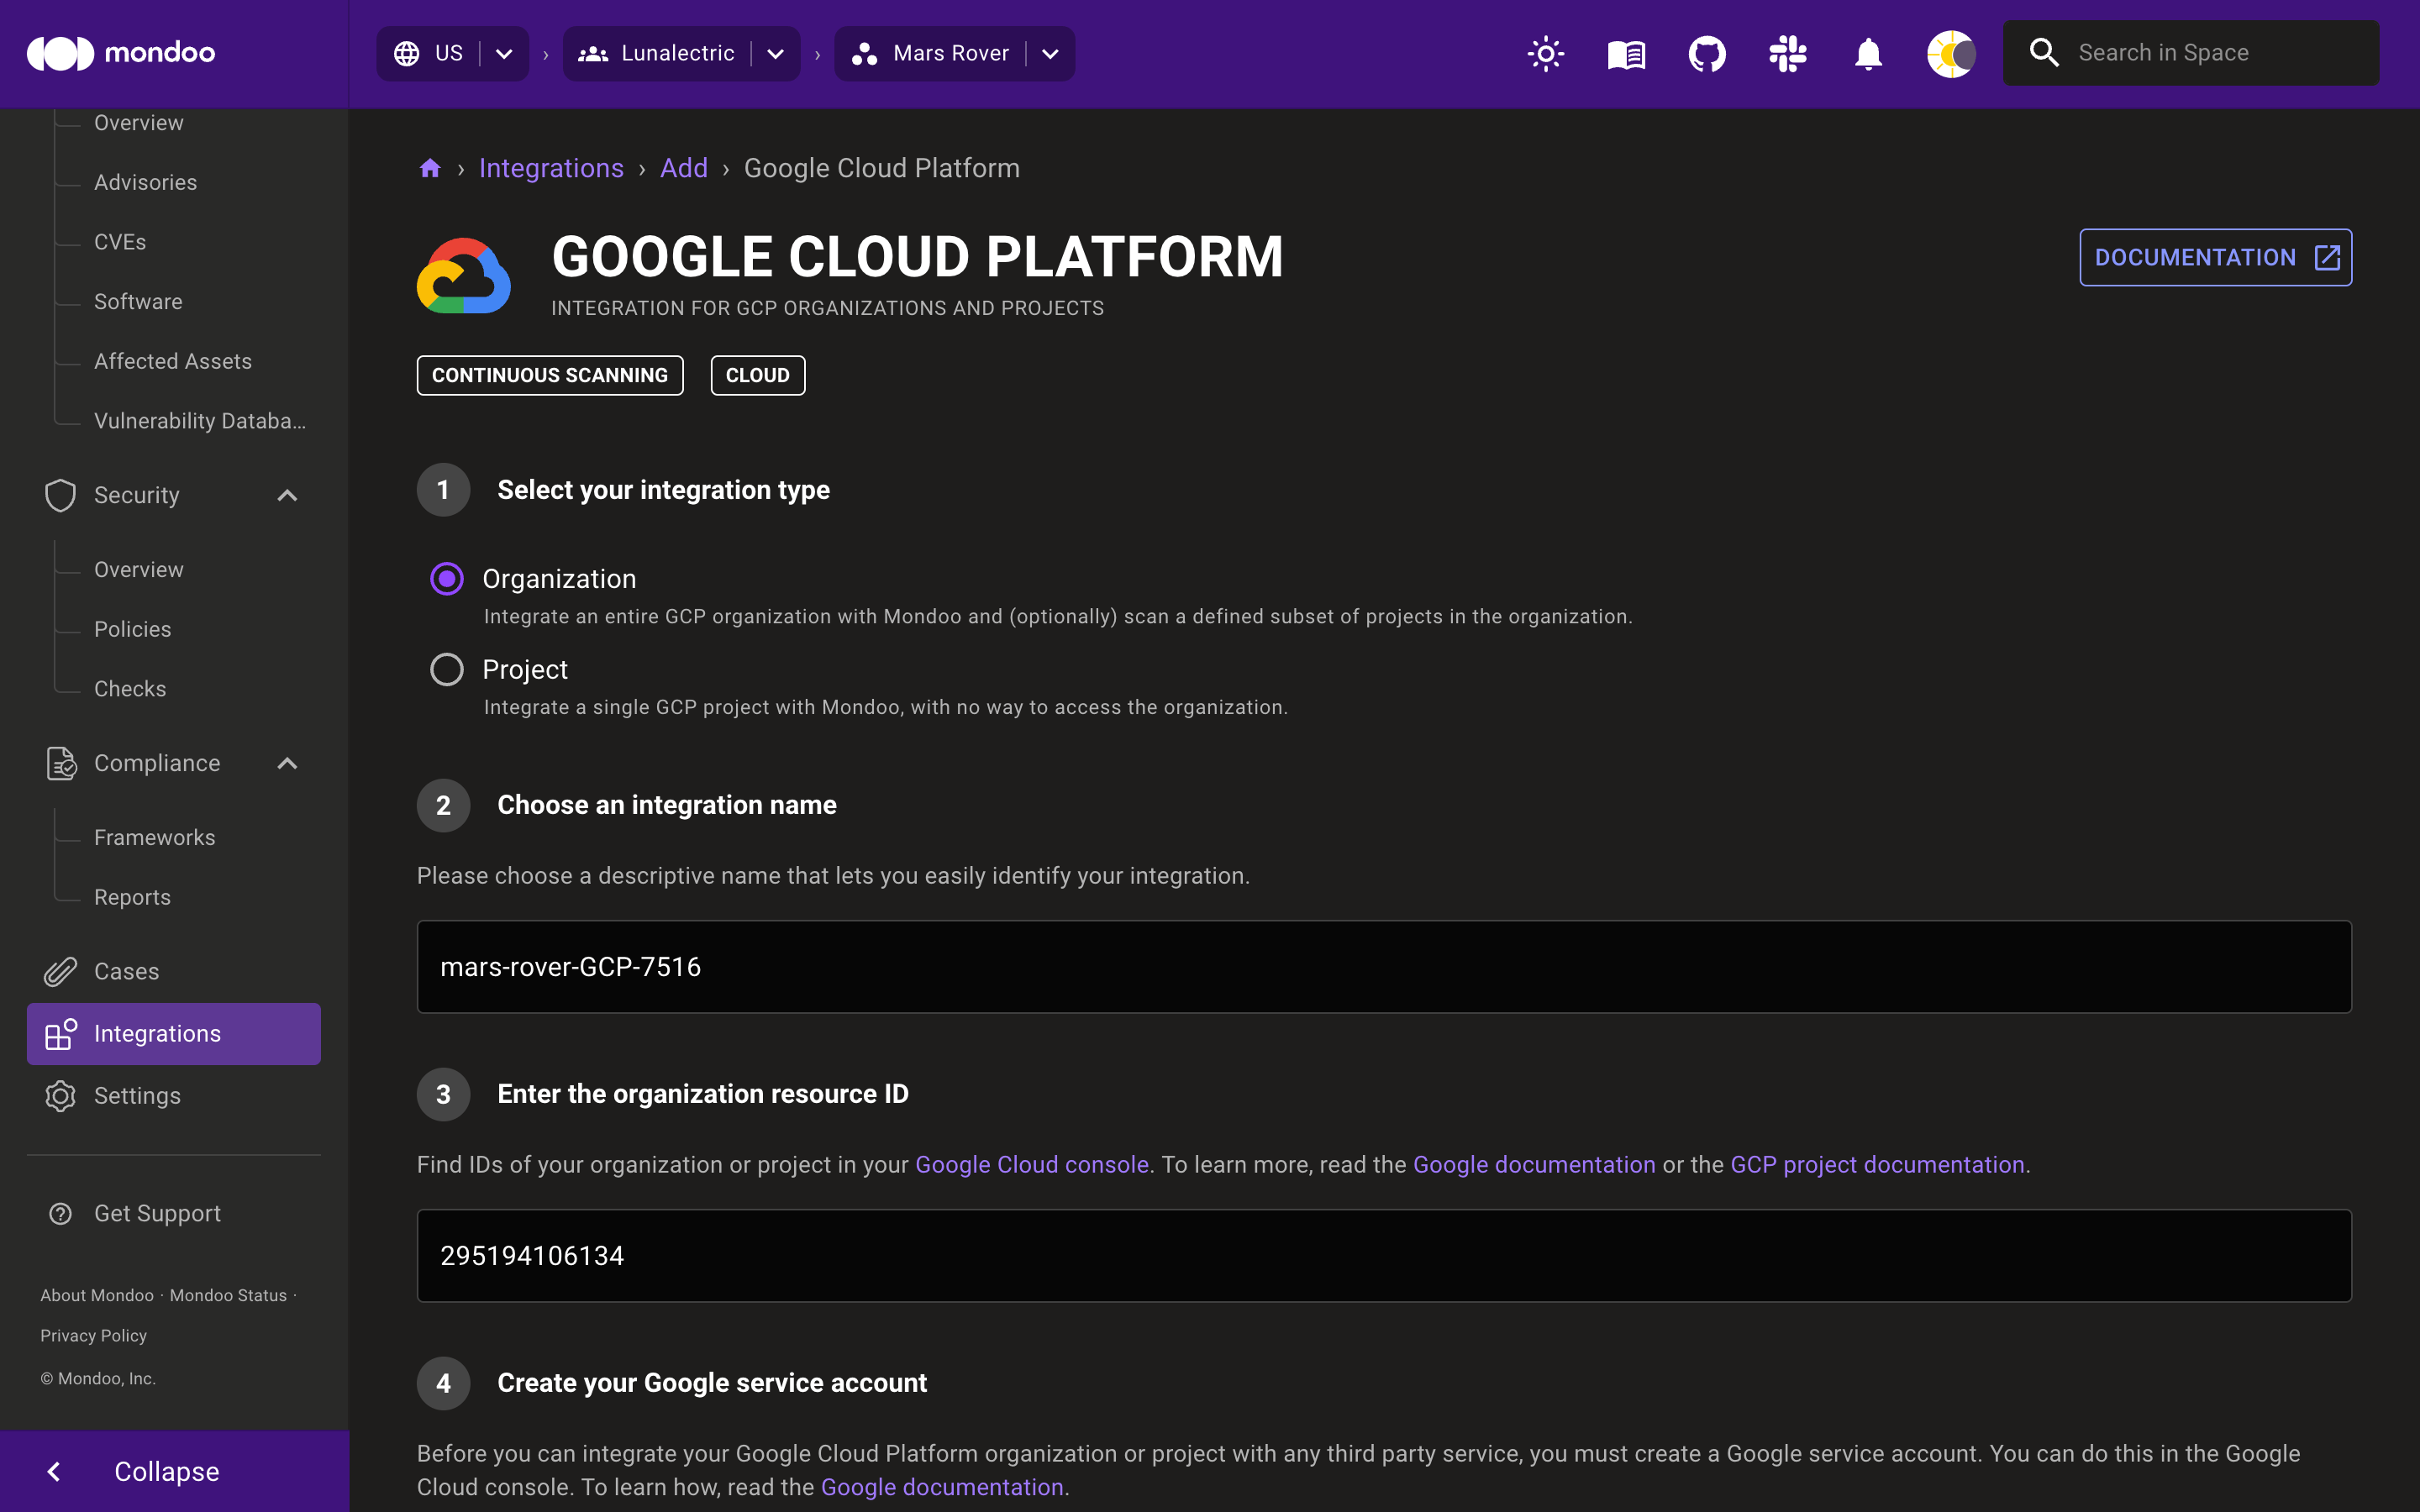 mondoo
US
Lunalectric
Mars Rover
Search in Space
Overview
Advisories
CVEs
Software
Affected Assets
Vulnerability Databa...
Security
Overview
Policies
Checks
Compliance
Frameworks
Reports
Cases
Integrations
Settings
Get Support
About Mondoo · Mondoo Status ·
Privacy Policy
© Mondoo, Inc.
Collapse
› Integrations › Add › Google Cloud Platform
GOOGLE CLOUD PLATFORM
INTEGRATION FOR GCP ORGANIZATIONS AND PROJECTS
DOCUMENTATION
CONTINUOUS SCANNING
CLOUD
1 Select your integration type
Organization
Integrate an entire GCP organization with Mondoo and (optionally) scan a defined subset of projects in the organization.
Project
Integrate a single GCP project with Mondoo, with no way to access the organization.
2 Choose an integration name
Please choose a descriptive name that lets you easily identify your integration.
mars-rover-GCP-7516
3 Enter the organization resource ID
Find IDs of your organization or project in your Google Cloud console. To learn more, read the Google documentation or the GCP project documentation.
295194106134
4 Create your Google service account
Before you can integrate your Google Cloud Platform organization or project with any third party service, you must create a Google service account. You can do this in the Google
Cloud console. To learn how, read the Google documentation.